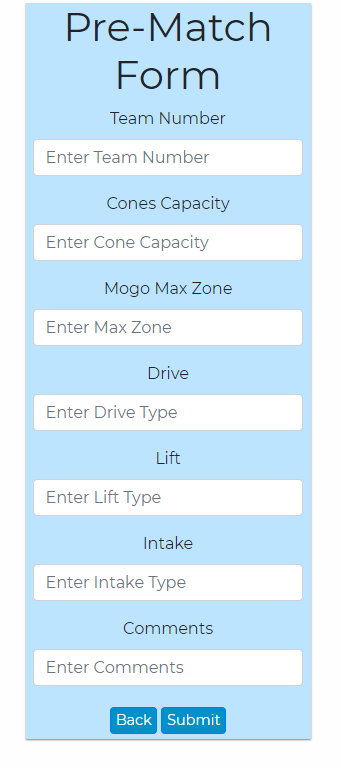 Pre-Match
Form
Team Number
Enter Team Number
Cones Capacity
Enter Cone Capacity
Mogo Max Zone
Enter Max Zone
Drive
Enter Drive Type
Lift
Enter Lift Type
Intake
Enter Intake Type
Comments
Enter Comments
Back Submit